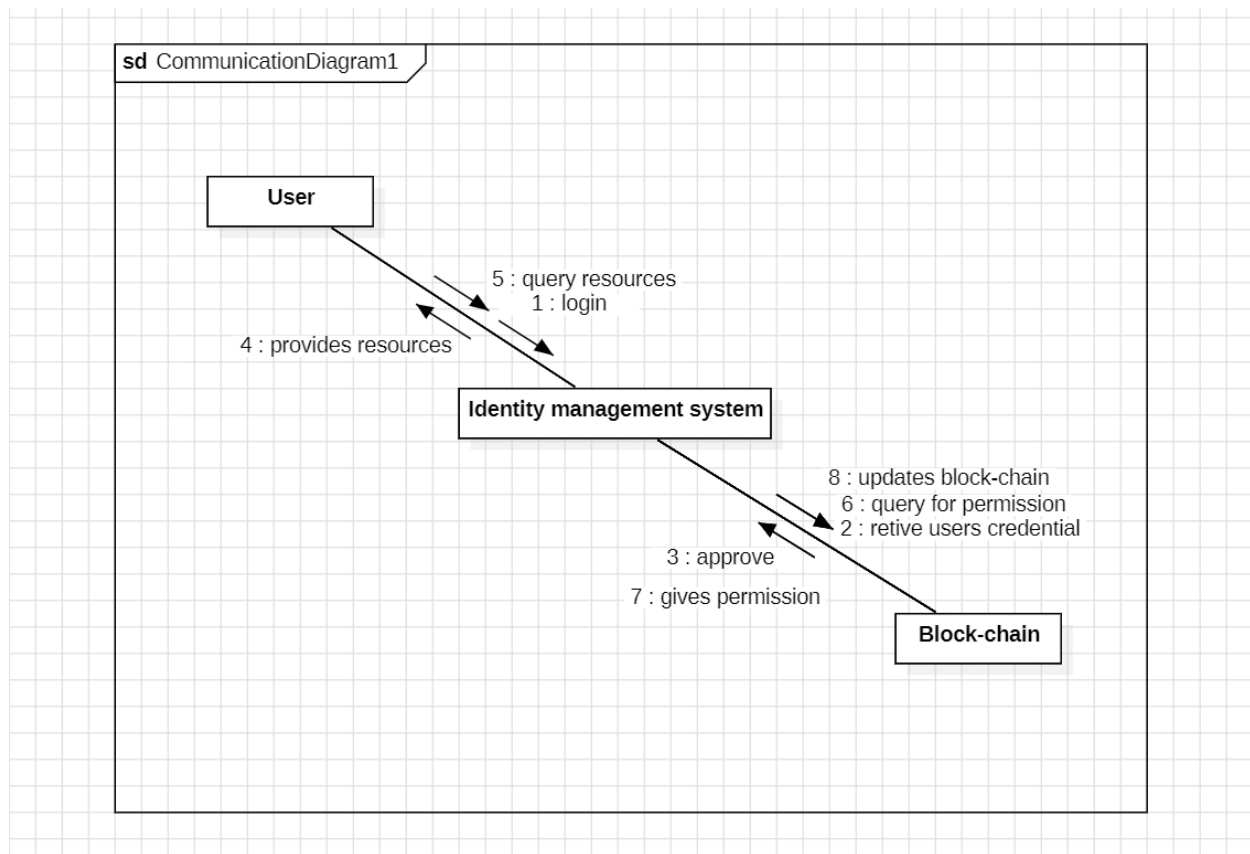 sd CommunicationDiagram1
User
5 : query resources
1 : login
4 : provides resources
Identity management system
8 : updates block-chain
6 : query for permission
2 : retive users credential
3 : approve
7 : gives permission
Block-chain